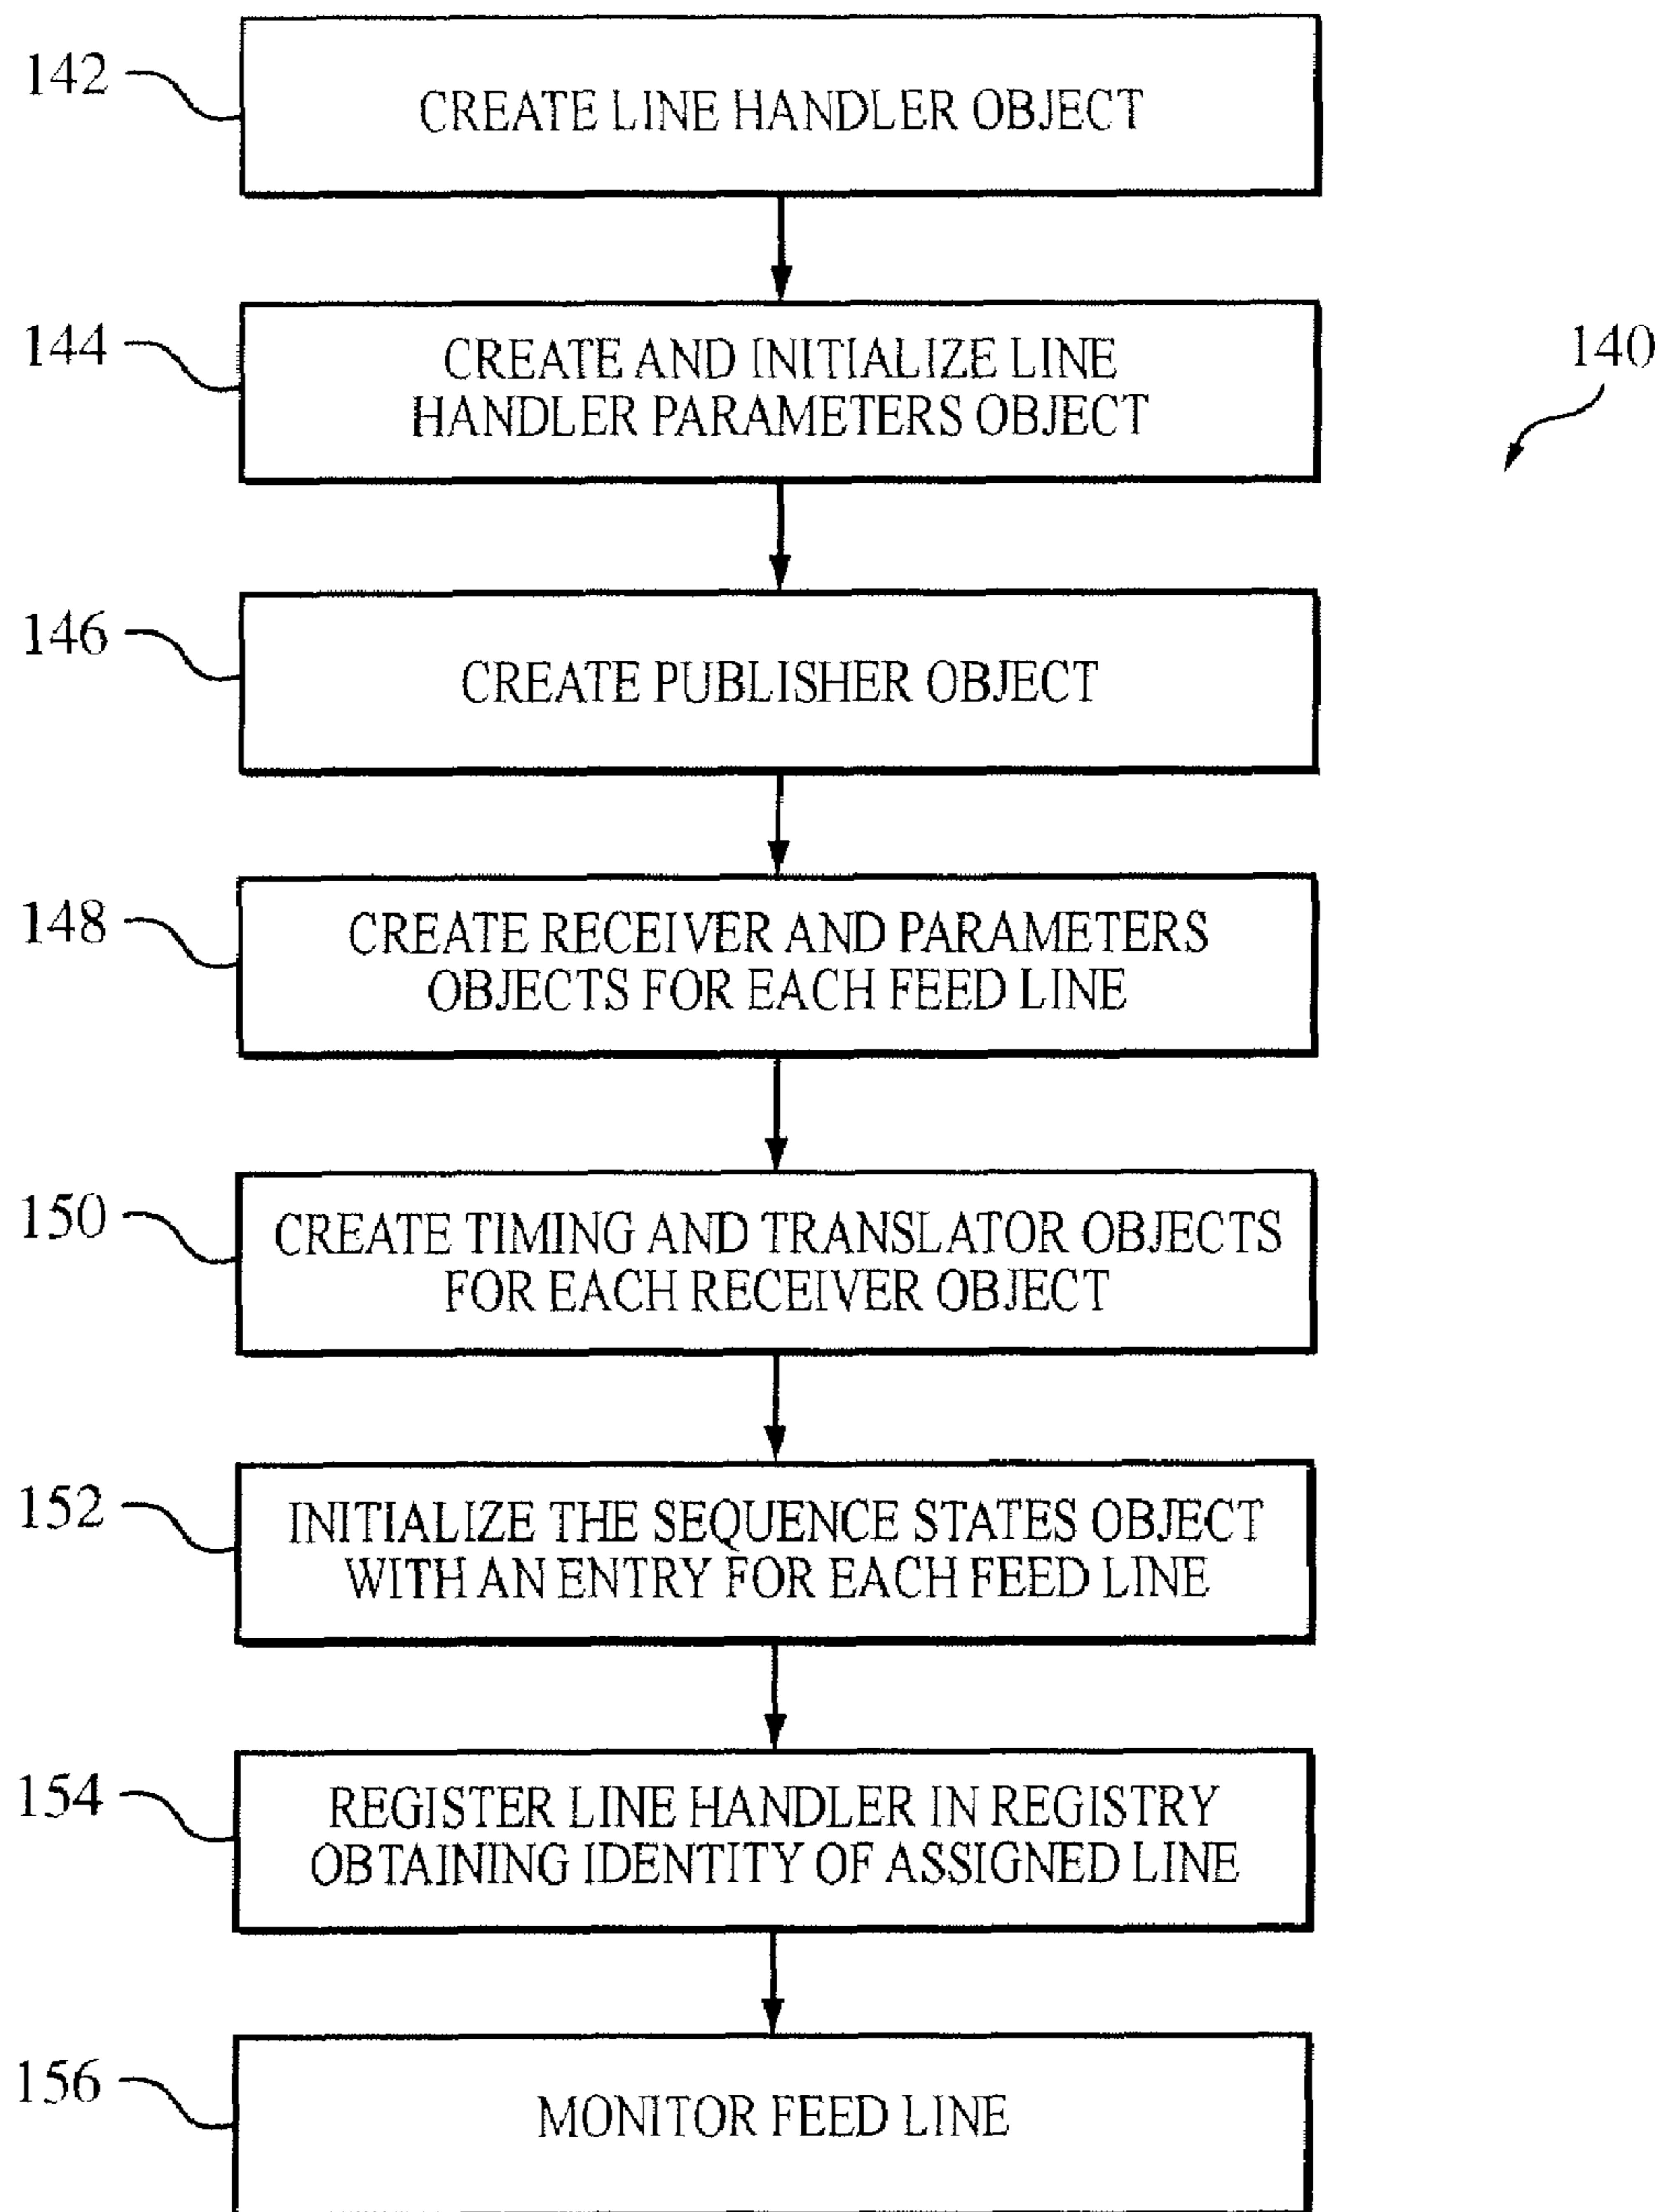 142
CREATE LINE HANDLER OBJECT
144
CREATE AND INITIALIZE LINE
HANDLER PARAMETERS OBJECT
140
146
CREATE PUBLISHER OBJECT
148
CREATE RECEIVER AND PARAMETERS
OBJECTS FOR EACH FEED LINE
150
CREATE TIMING AND TRANSLATOR OBJECTS
FOR EACH RECEIVER OBJECT
152
INITIALIZE THE SEQUENCE STATES OBJECT
WITH AN ENTRY FOR EACH FEED LINE
154
REGISTER LINE HANDLER IN REGISTRY
OBTAINING IDENTITY OF ASSIGNED LINE
156
MONITOR FEED LINE